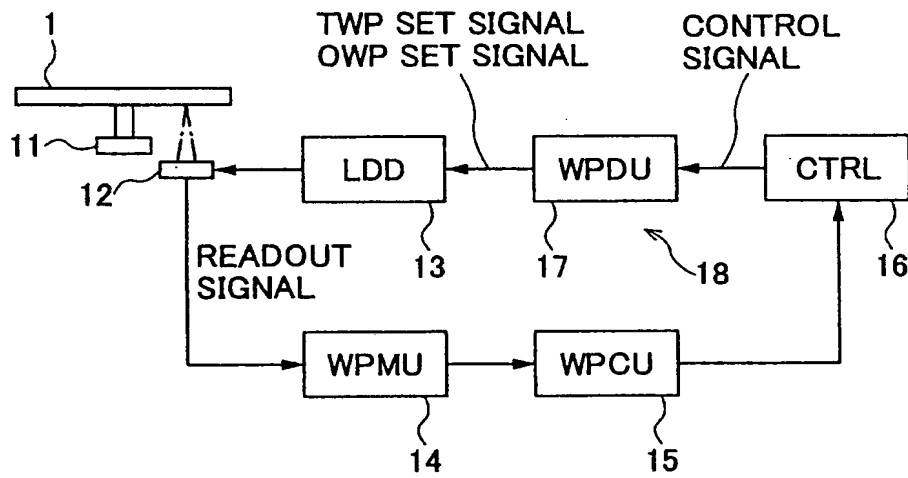 1
TWP SET SIGNAL
OWP SET SIGNAL
CONTROL
SIGNAL
11
12
LDD
WPDU
CTRL
13
17
18
16
READOUT
SIGNAL
WPMU
WPCU
14
15